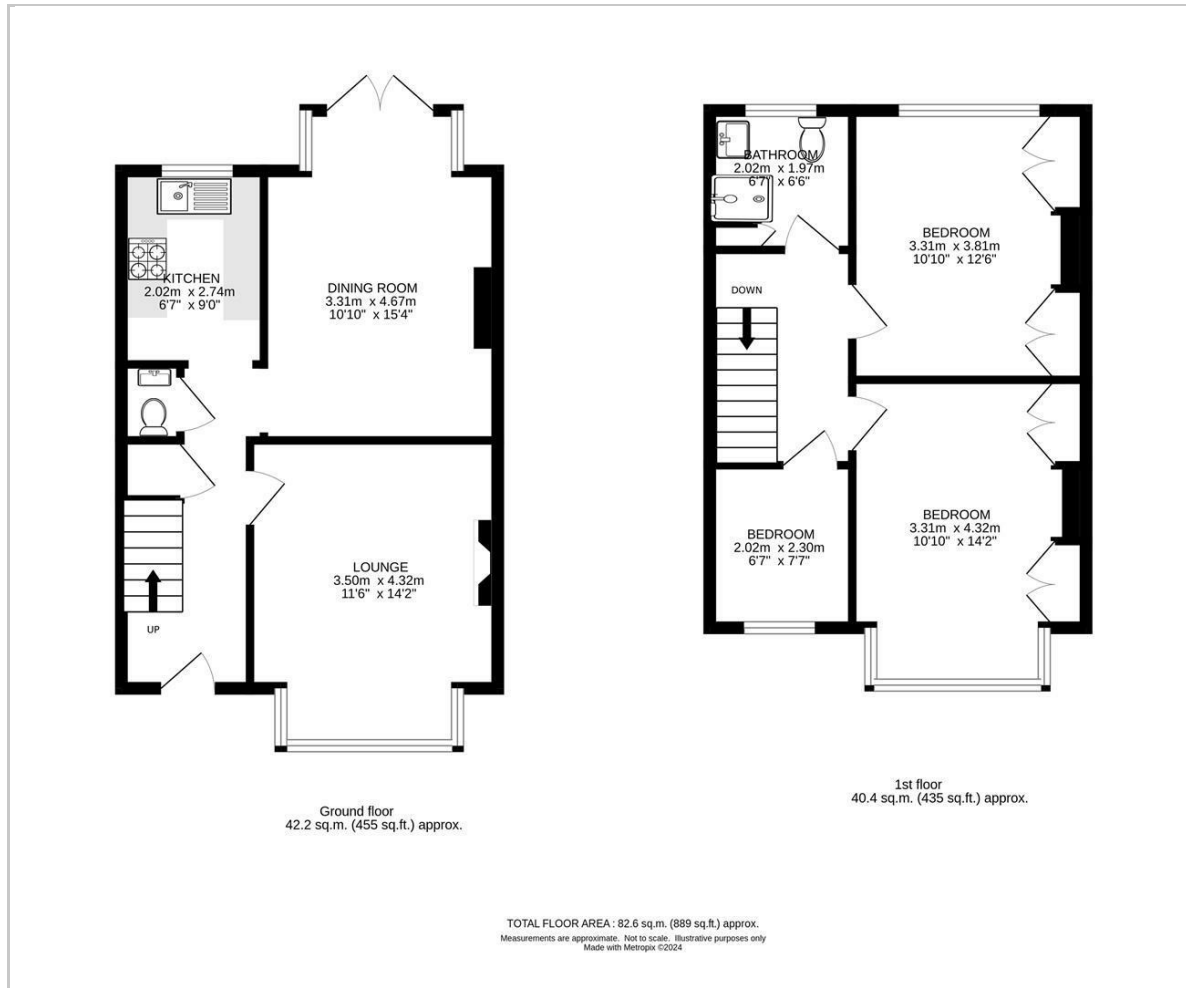 KITCHEN
2.02m x 2.74m
6'7" x 9'0"
DINING ROOM
3.31m x 4.67m
10'10" x 15'4"
LOUNGE
3.50m x 4.32m
11'6" x 14'2"
UP
Ground floor
42.2 sq.m. (455 sq.ft.) approx.
BATHROOM
2.02m x 1.97m
6'7" x 6'6"
BEDROOM
3.31m x 3.81m
10'10" x 12'6"
DOWN
BEDROOM
3.31m x 4.32m
10'10" x 14'2"
BEDROOM
2.02m x 2.30m
6'7" x 7'7"
1st floor
40.4 sq.m. (435 sq.ft.) approx.
TOTAL FLOOR AREA : 82.6 sq.m. (889 sq.ft.) approx.
Measurements are approximate. Not to scale. Illustrative purposes only
Made with Metropix ©2024